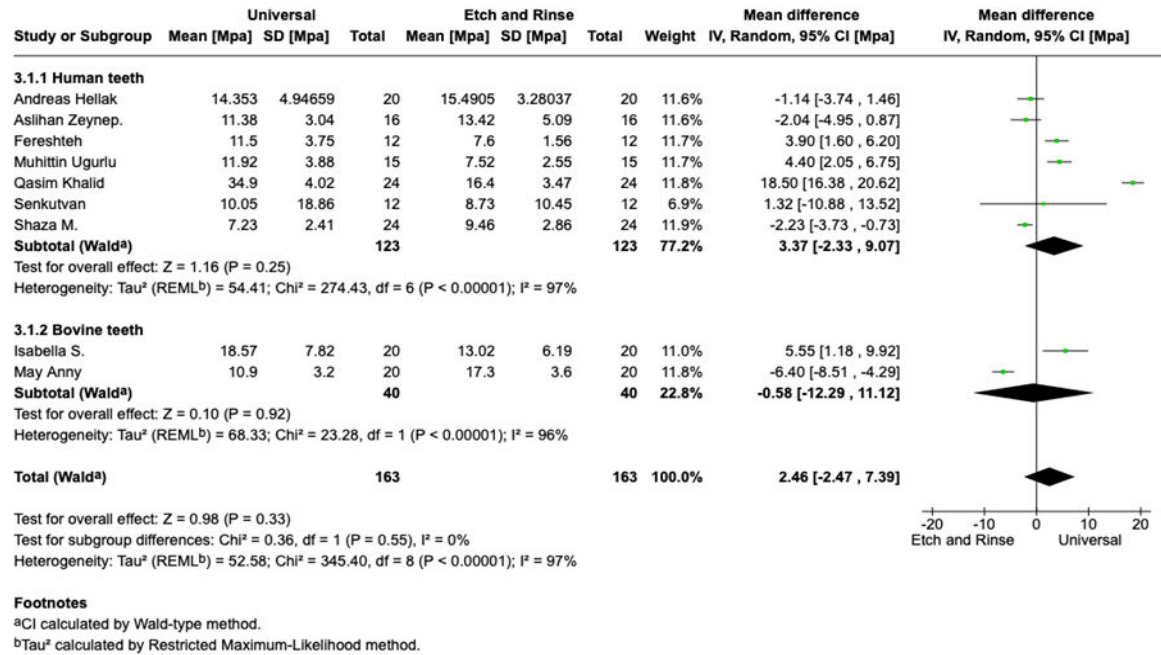 Universal Etch and Rinse Mean difference Mean difference
Study or Subgroup Mean [Mpa] SD [Mpa] Total Mean [Mpa] SD [Mpa] Total Weight IV, Random, 95% CI [Mpa] IV, Random, 95% CI [Mpa]
3.1.1 Human teeth
Andreas Hellak 14.353 4.94659 20 15.4905 3.28037 20 11.6% -1.14 [-3.74 , 1.46]
Aslihan Zeynep. 11.38 3.04 16 13.42 5.09 16 11.6% -2.04 [-4.95 , 0.87]
Fereshteh 11.5 3.75 12 7.6 1.56 12 11.7% 3.90 [1.60 , 6.20]
Muhittin Ugurlu 11.92 3.88 15 7.52 2.55 15 11.7% 4.40 [2.05 , 6.75]
Qasim Khalid 34.9 4.02 24 16.4 3.47 24 11.8% 18.50 [16.38 , 20.62]
Senkutvan 10.05 18.86 12 8.73 10.45 12 6.9% 1.32 [-10.88 , 13.52]
Shaza M. 7.23 2.41 24 9.46 2.86 24 11.9% -2.23 [-3.73 , -0.73]
Subtotal (Waldᵃ) 123 123 77.2% 3.37 [-2.33 , 9.07]
Test for overall effect: Z = 1.16 (P = 0.25)
Heterogeneity: Tau² (REMLᵇ) = 54.41; Chi² = 274.43, df = 6 (P < 0.00001); I² = 97%
3.1.2 Bovine teeth
Isabella S. 18.57 7.82 20 13.02 6.19 20 11.0% 5.55 [1.18 , 9.92]
May Anny 10.9 3.2 20 17.3 3.6 20 11.8% -6.40 [-8.51 , -4.29]
Subtotal (Waldᵃ) 40 40 22.8% -0.58 [-12.29 , 11.12]
Test for overall effect: Z = 0.10 (P = 0.92)
Heterogeneity: Tau² (REMLᵇ) = 68.33; Chi² = 23.28, df = 1 (P < 0.00001); I² = 96%
Total (Waldᵃ) 163 163 100.0% 2.46 [-2.47 , 7.39]
Test for overall effect: Z = 0.98 (P = 0.33)
Test for subgroup differences: Chi² = 0.36, df = 1 (P = 0.55), I² = 0%
Heterogeneity: Tau² (REMLᵇ) = 52.58; Chi² = 345.40, df = 8 (P < 0.00001); I² = 97%
-20 -10 0 10 20
Etch and Rinse Universal
Footnotes
ᵃCI calculated by Wald-type method.
ᵇTau² calculated by Restricted Maximum-Likelihood method.